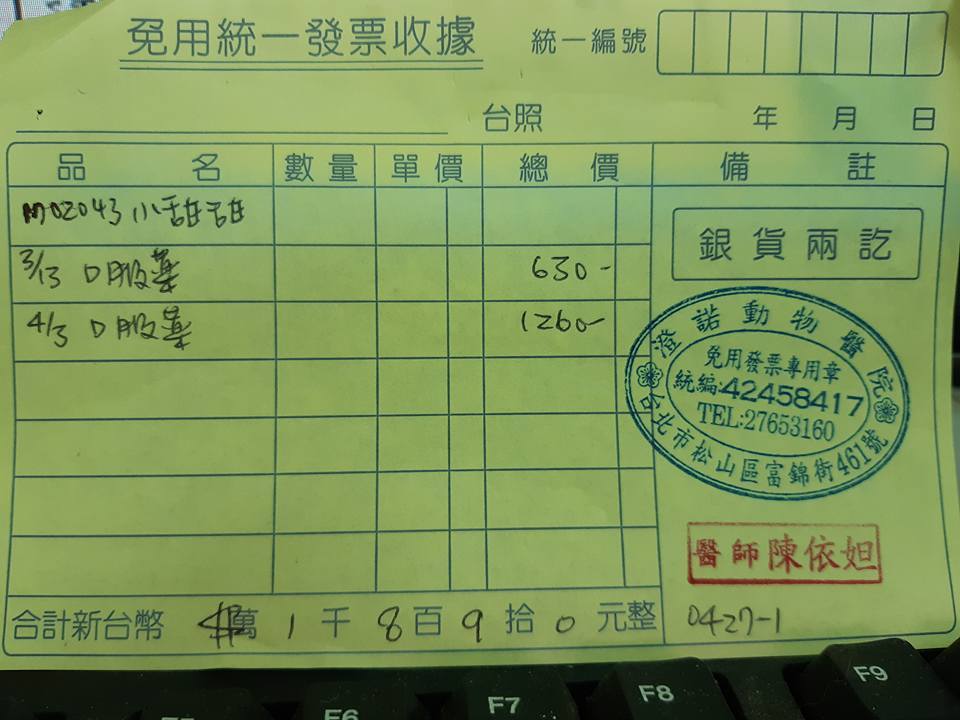 免用統一發票收據
統一編號
台照 年 月 日
品名 數量 單價 總價 備註
M02043 小甜甜
3/13 口服藥 630-
4/3 口服藥 1260-
銀貨兩訖
澄諾動物醫院
免用發票專用章
統編:42458417
TEL:27653160
台北市松山區富錦街461號
醫師陳依妲
合計新台幣 萬 1 千 8 百 9 拾 0 元整
0427-1
F6 F7 F8 F9